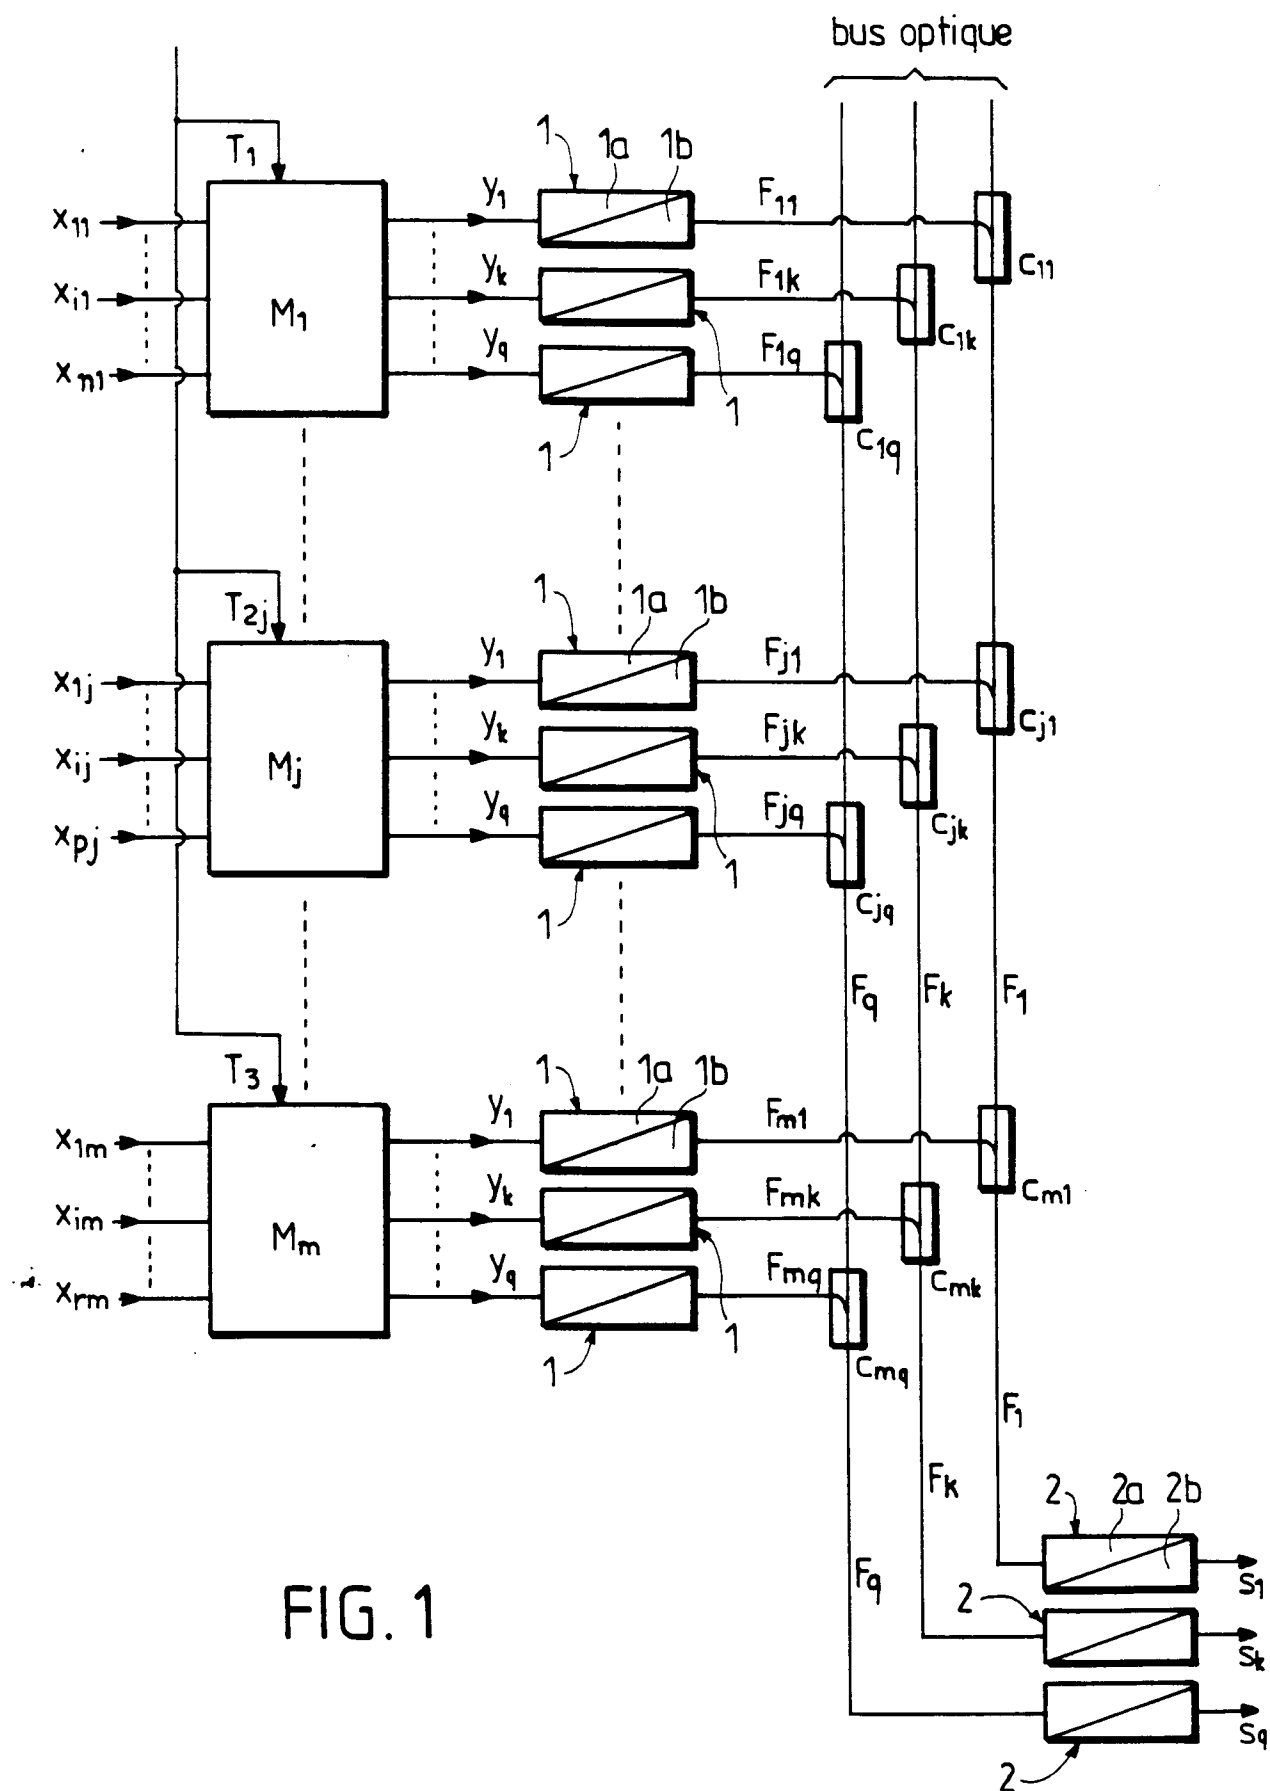 bus optique
1
1a
1b
T1
x11
y1
F11
C11
xi1
M1
yk
F1k
C1k
xn1
yq
F1q
1
C1q
1
1
1a
1b
T2j
x1j
y1
Fj1
Cj1
xij
Mj
yk
Fjk
Cjk
xpj
yq
Fjq
1
Cjq
1
Fq
Fk
F1
1
1a
1b
T3
x1m
y1
Fm1
Cm1
xim
Mm
yk
Fmk
Cmk
xrm
yq
Fmq
1
Cmq
1
F1
Fk
2
2a
2b
Fq
S1
2
Sk
Sq
2
FIG. 1